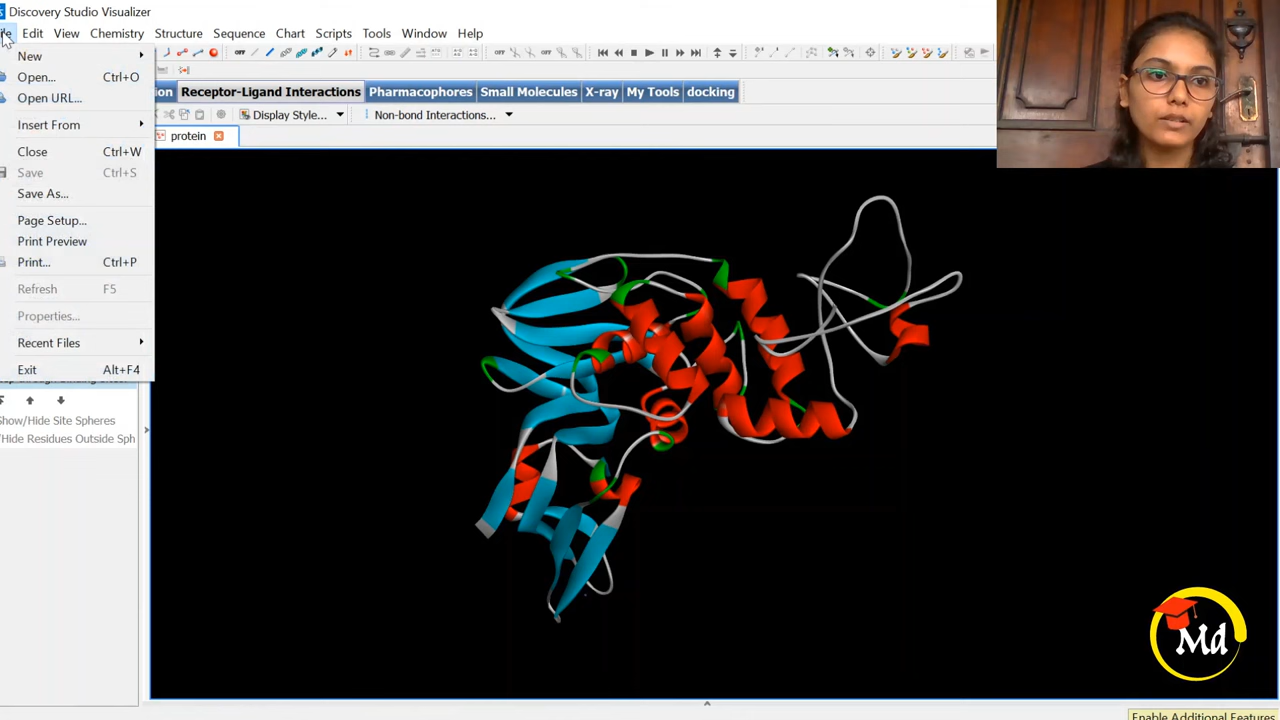 Discovery Studio Visualizer
Edit View Chemistry Structure Sequence Chart Scripts Tools Window Help
New
Open... Ctrl+O
Open URL...
Insert From
Close Ctrl+W
Save Ctrl+S
Save As...
Page Setup...
Print Preview
Print... Ctrl+P
Refresh F5
Properties...
Recent Files
Exit Alt+F4
OFF OFF OFF
Receptor-Ligand Interactions Pharmacophores Small Molecules X-ray My Tools docking
Display Style... Non-bond Interactions...
protein
Show/Hide Site Spheres
/Hide Residues Outside Sph
Md
Enable Additional Features